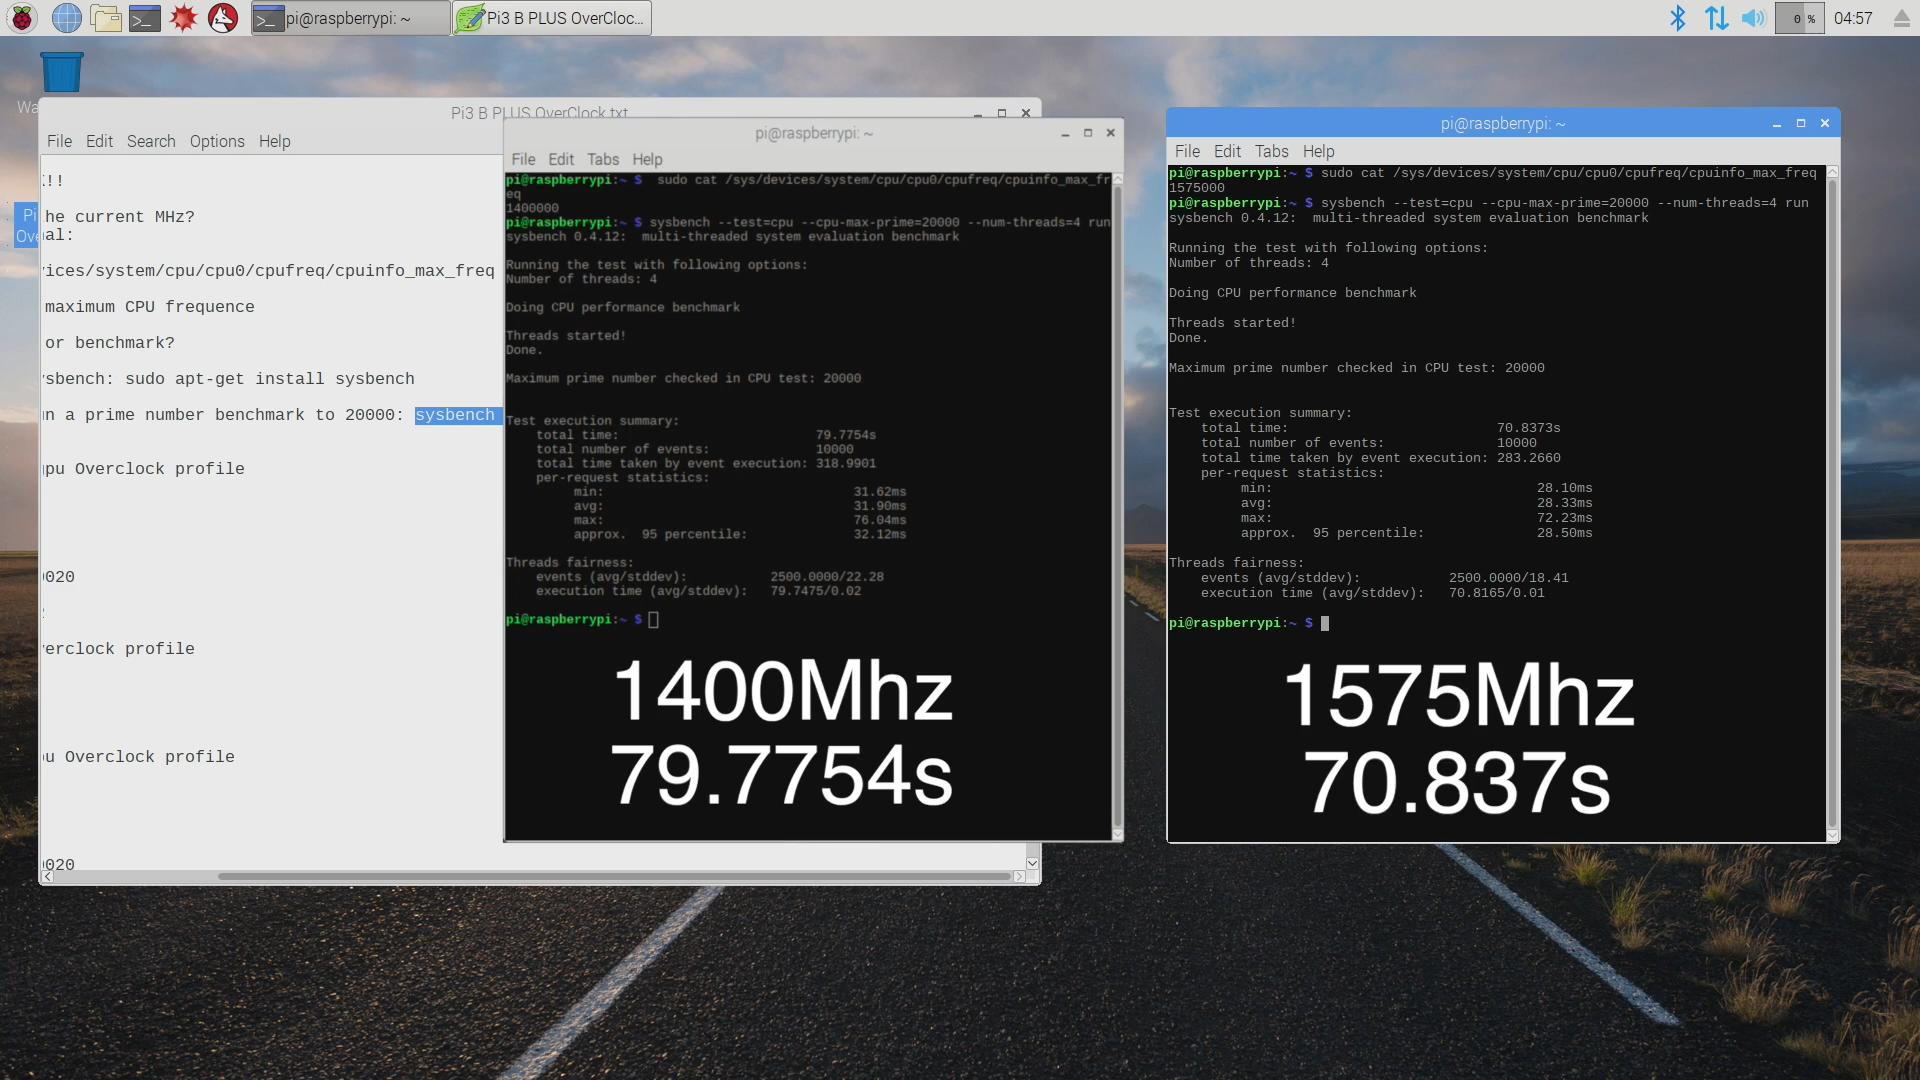 pi@raspberrypi: ~
Pi3 B PLUS OverCloc...
0 %
04:57
Wa
Pi
Ove
Pi3 B PLUS OverClock.txt
File Edit Search Options Help
!!
he current MHz?
al:
ices/system/cpu/cpu0/cpufreq/cpuinfo_max_freq
maximum CPU frequence
or benchmark?
sbench: sudo apt-get install sysbench
n a prime number benchmark to 20000: sysbench
pu Overclock profile
020
erclock profile
u Overclock profile
020
pi@raspberrypi: ~
File Edit Tabs Help
pi@raspberrypi:~ $  sudo cat /sys/devices/system/cpu/cpu0/cpufreq/cpuinfo_max_fr
eq
1400000
pi@raspberrypi:~ $ sysbench --test=cpu --cpu-max-prime=20000 --num-threads=4 run
sysbench 0.4.12:  multi-threaded system evaluation benchmark
Running the test with following options:
Number of threads: 4
Doing CPU performance benchmark
Threads started!
Done.
Maximum prime number checked in CPU test: 20000
Test execution summary:
total time: 79.7754s
total number of events: 10000
total time taken by event execution: 318.9901
per-request statistics:
min: 31.62ms
avg: 31.90ms
max: 76.04ms
approx.  95 percentile: 32.12ms
Threads fairness:
events (avg/stddev): 2500.0000/22.28
execution time (avg/stddev): 79.7475/0.02
pi@raspberrypi:~ $
1400Mhz
79.7754s
pi@raspberrypi: ~
File Edit Tabs Help
pi@raspberrypi:~ $ sudo cat /sys/devices/system/cpu/cpu0/cpufreq/cpuinfo_max_freq
1575000
pi@raspberrypi:~ $ sysbench --test=cpu --cpu-max-prime=20000 --num-threads=4 run
sysbench 0.4.12:  multi-threaded system evaluation benchmark
Running the test with following options:
Number of threads: 4
Doing CPU performance benchmark
Threads started!
Done.
Maximum prime number checked in CPU test: 20000
Test execution summary:
total time: 70.8373s
total number of events: 10000
total time taken by event execution: 283.2660
per-request statistics:
min: 28.10ms
avg: 28.33ms
max: 72.23ms
approx.  95 percentile: 28.50ms
Threads fairness:
events (avg/stddev): 2500.0000/18.41
execution time (avg/stddev): 70.8165/0.01
pi@raspberrypi:~ $
1575Mhz
70.837s